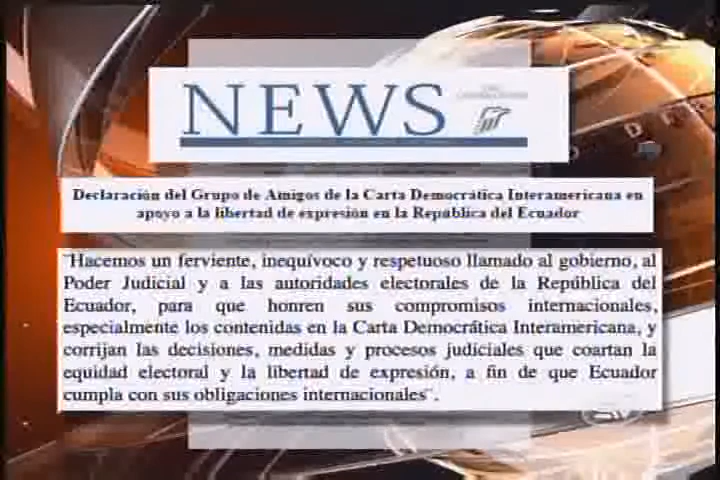 NEWS
Declaración del Grupo de Amigos de la Carta Democrática Interamericana en
apoyo a la libertad de expresión en la República del Ecuador
¨Hacemos un ferviente, inequívoco y respetuoso llamado al gobierno, al
Poder Judicial y a las autoridades electorales de la República del
Ecuador, para que honren sus compromisos internacionales,
especialmente los contenidas en la Carta Democrática Interamericana, y
corrijan las decisiones, medidas y procesos judiciales que coartan la
equidad electoral y la libertad de expresión, a fin de que Ecuador
cumpla con sus obligaciones internacionales¨.